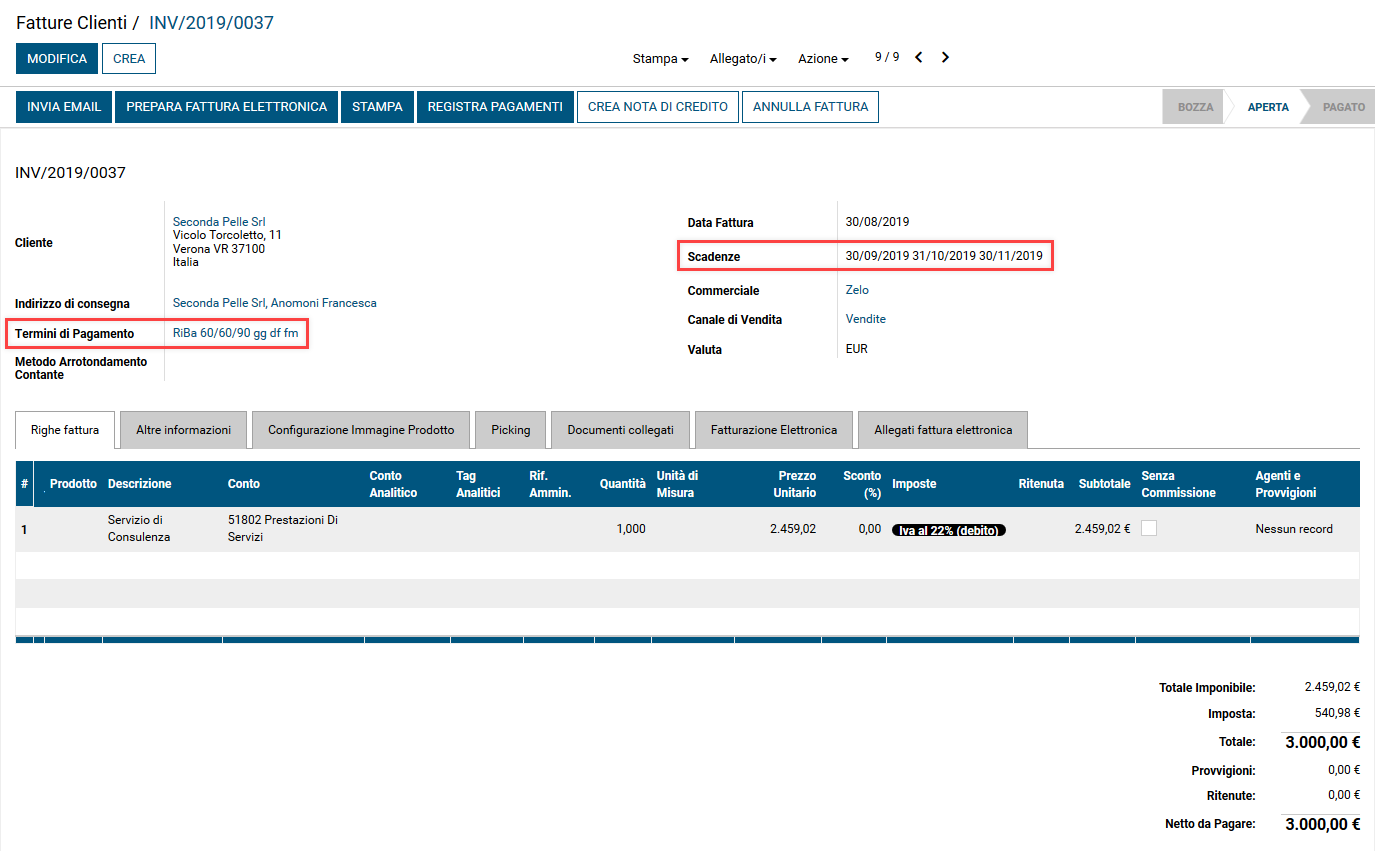 Fatture Clienti / INV/2019/0037
MODIFICA CREA
Stampa Allegato/i Azione 9 / 9
INVIA EMAIL PREPARA FATTURA ELETTRONICA STAMPA REGISTRA PAGAMENTI CREA NOTA DI CREDITO ANNULLA FATTURA BOZZA APERTA PAGATO
INV/2019/0037
Cliente
Seconda Pelle Srl
Vicolo Torcoletto, 11
Verona VR 37100
Italia
Indirizzo di consegna Seconda Pelle Srl, Anomoni Francesca
Termini di Pagamento RiBa 60/60/90 gg df fm
Metodo Arrotondamento
Contante
Data Fattura 30/08/2019
Scadenze 30/09/2019 31/10/2019 30/11/2019
Commerciale Zelo
Canale di Vendita Vendite
Valuta EUR
Righe fattura Altre informazioni Configurazione Immagine Prodotto Picking Documenti collegati Fatturazione Elettronica Allegati fattura elettronica
# Prodotto Descrizione Conto Conto Analitico Tag Analitici Rif. Ammin. Quantità Unità di Misura Prezzo Unitario Sconto (%) Imposte Ritenuta Subtotale Senza Commissione Agenti e Provvigioni
1 Servizio di Consulenza 51802 Prestazioni Di Servizi 1,000 2.459,02 0,00 Iva al 22% (debito) 2.459,02 € Nessun record
Totale Imponibile: 2.459,02 €
Imposta: 540,98 €
Totale: 3.000,00 €
Provvigioni: 0,00 €
Ritenute: 0,00 €
Netto da Pagare: 3.000,00 €